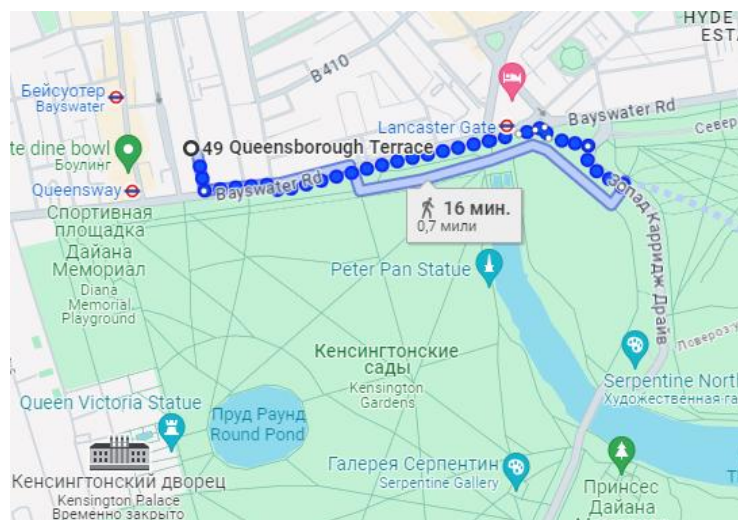 HYDE
EST
B410
Бейсуотер
Bayswater
Bayswater Rd
Lancaster Gate
Север
te dine bowl
Боулинг
49 Queensborough Terrace
Queensway
Bayswater Rd
16 мин.
0,7 мили
Запад Карридж Драйв
Спортивная
площадка
Дайана
Мемориал
Diana
Memorial
Playground
Peter Pan Statue
Кенсингтонские
сады
Kensington
Gardens
Ловероз
Serpentine North
Художественная га
Queen Victoria Statue
Пруд Раунд
Round Pond
Кенсингтонский дворец
Kensington Palace
Временно закрыто
Галерея Серпентин
Serpentine Gallery
Принсес
Дайана